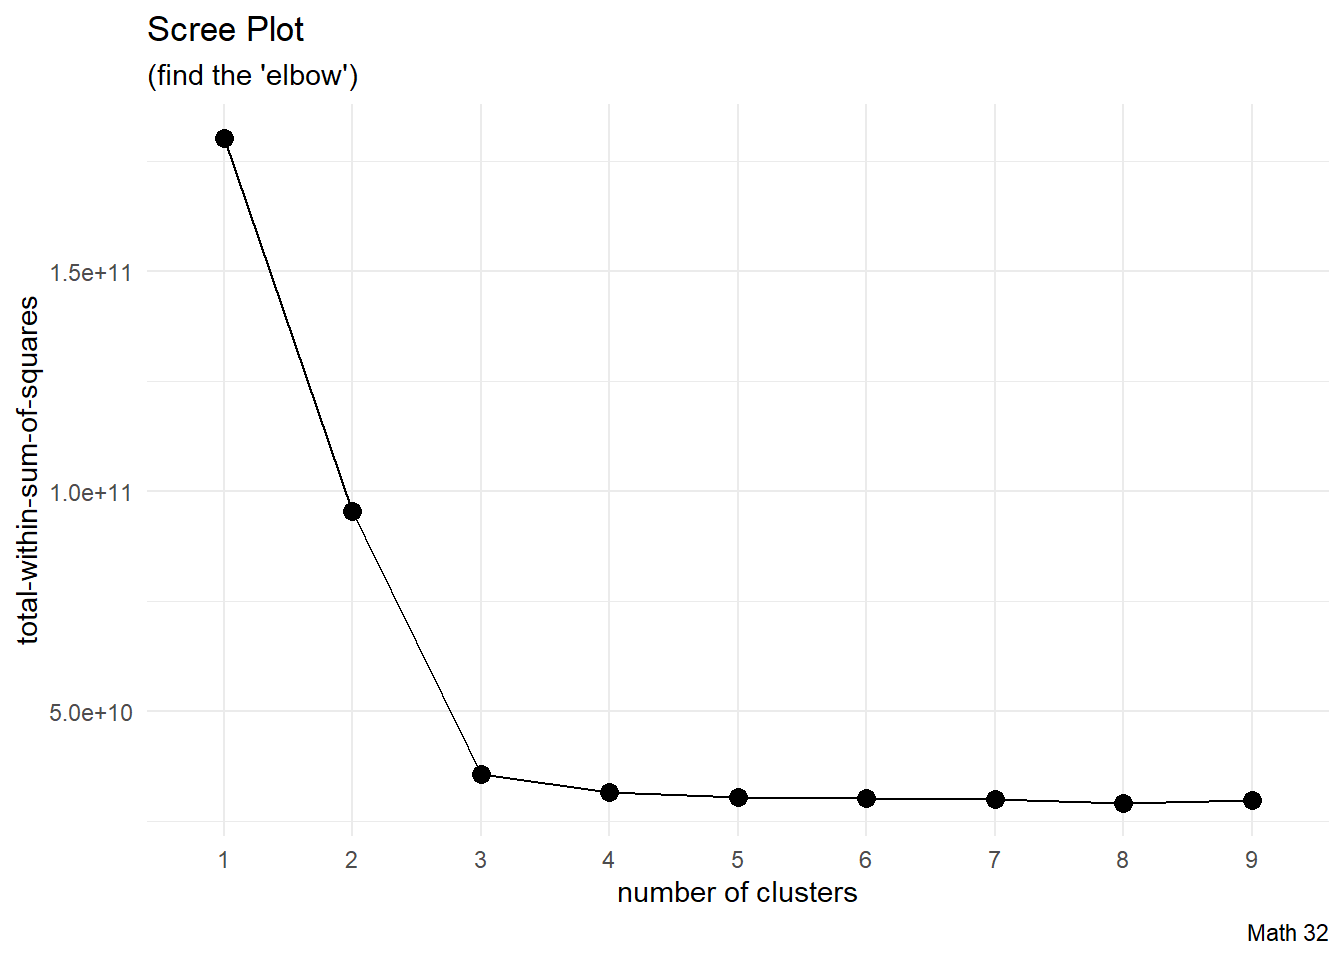 Scree Plot
(find the 'elbow')
total-within-sum-of-squares
1.5e+11
1.0e+11
5.0e+10
1 2 3 4 5 6 7 8 9
number of clusters
Math 32